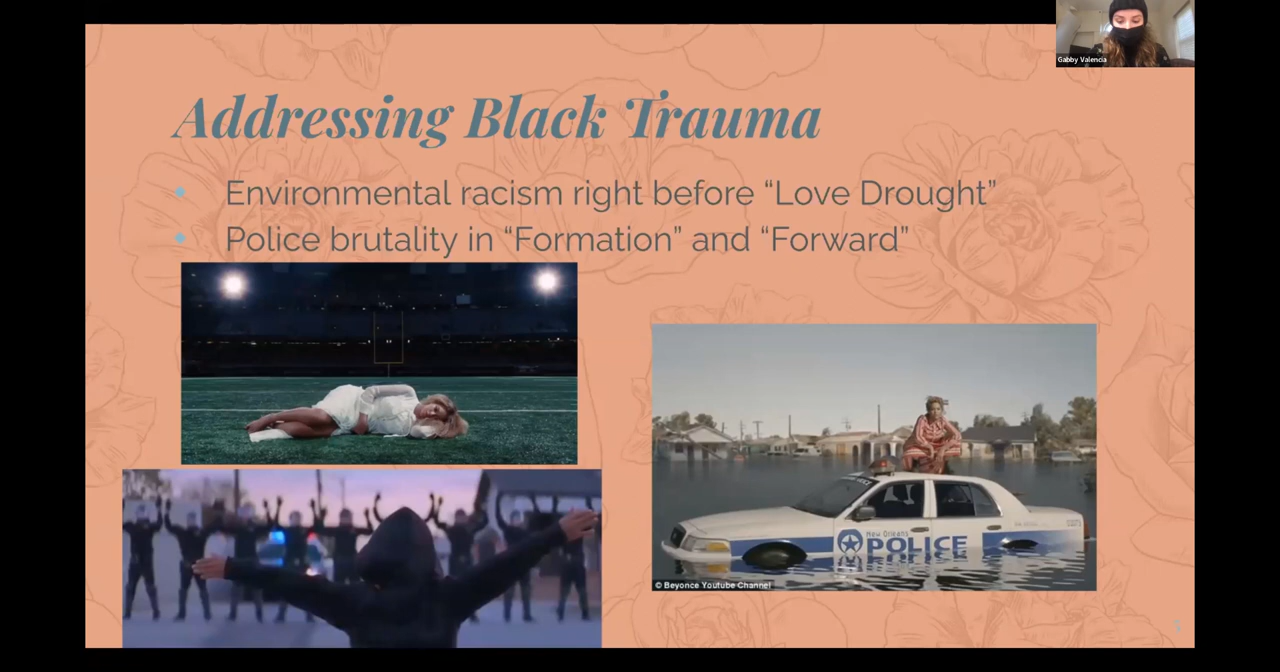 Gabby Valencia
Addressing Black Trauma
Environmental racism right before “Love Drought”
Police brutality in “Formation” and “Forward”
New Orleans
POLICE
© Beyonce Youtube Channel